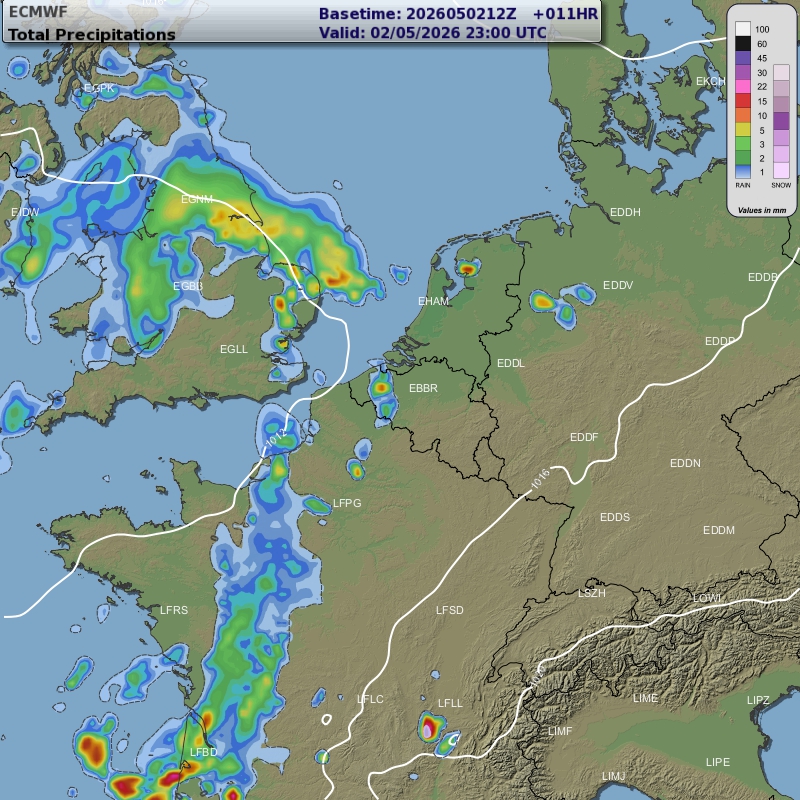 ECMWF
Basetime: 2026050212Z +011HR
Total Precipitations
Valid: 02/05/2026 23:00 UTC
100
60
45
30
22
15
10
5
3
2
1
RAIN
SNOW
Values in mm
EGPK
EKCH
EGNM
EIDW
EDDH
EGBB
EDDV
EDDB
EHAM
EGLL
EDDP
EDDL
EBBR
1012
EDDF
EDDN
1016
LFPG
EDDS
EDDM
LSZH
LOWI
LFRS
LFSD
LFLC
LFLL
LIME
LIPZ
LIMF
LFBD
LIPE
LIMJ